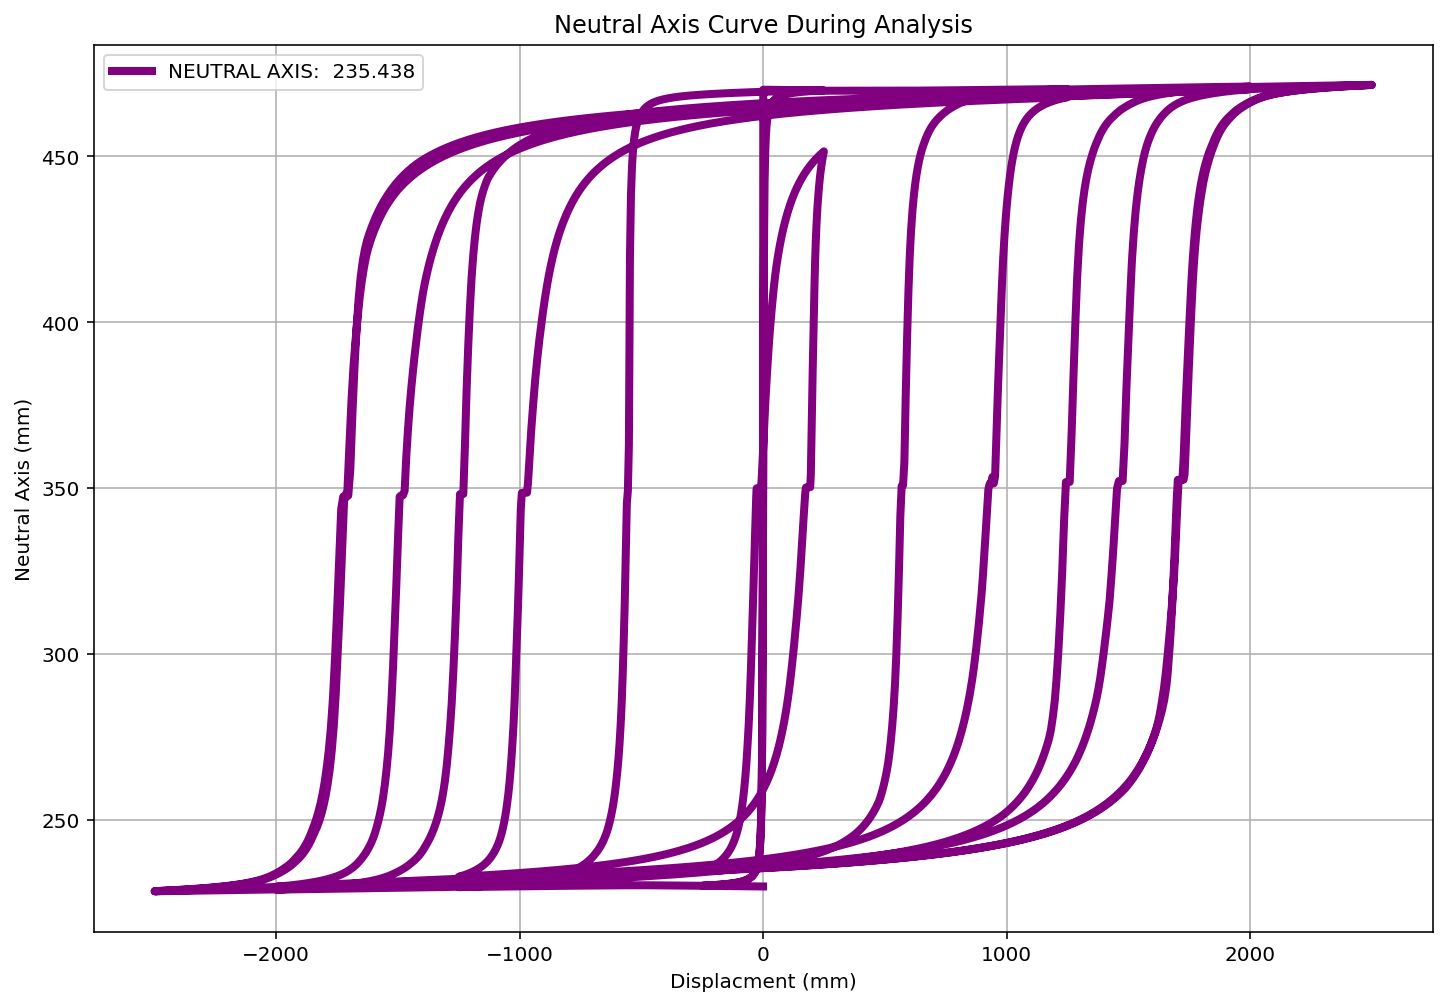 Neutral Axis Curve During Analysis
NEUTRAL AXIS:  235.438
450
400
350
300
250
Neutral Axis (mm)
−2000
−1000
0
1000
2000
Displacment (mm)